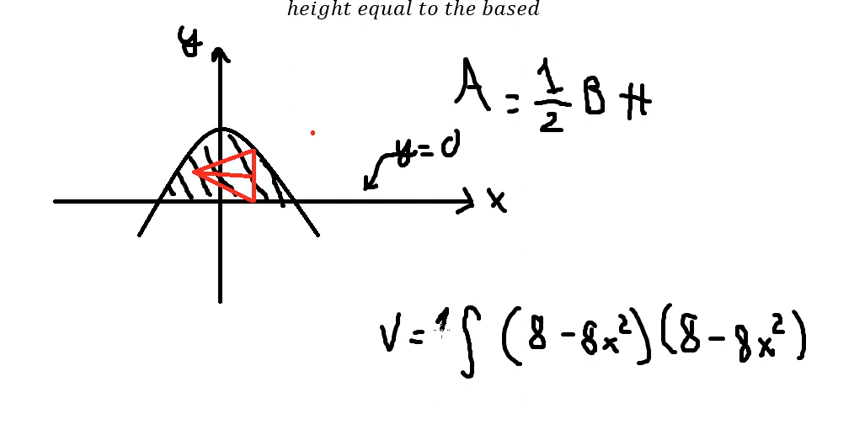 height equal to the based
y
A = 1/2 B H
y = 0
x
V = 1 ∫ (8 - 8x²)(8 - 8x²)